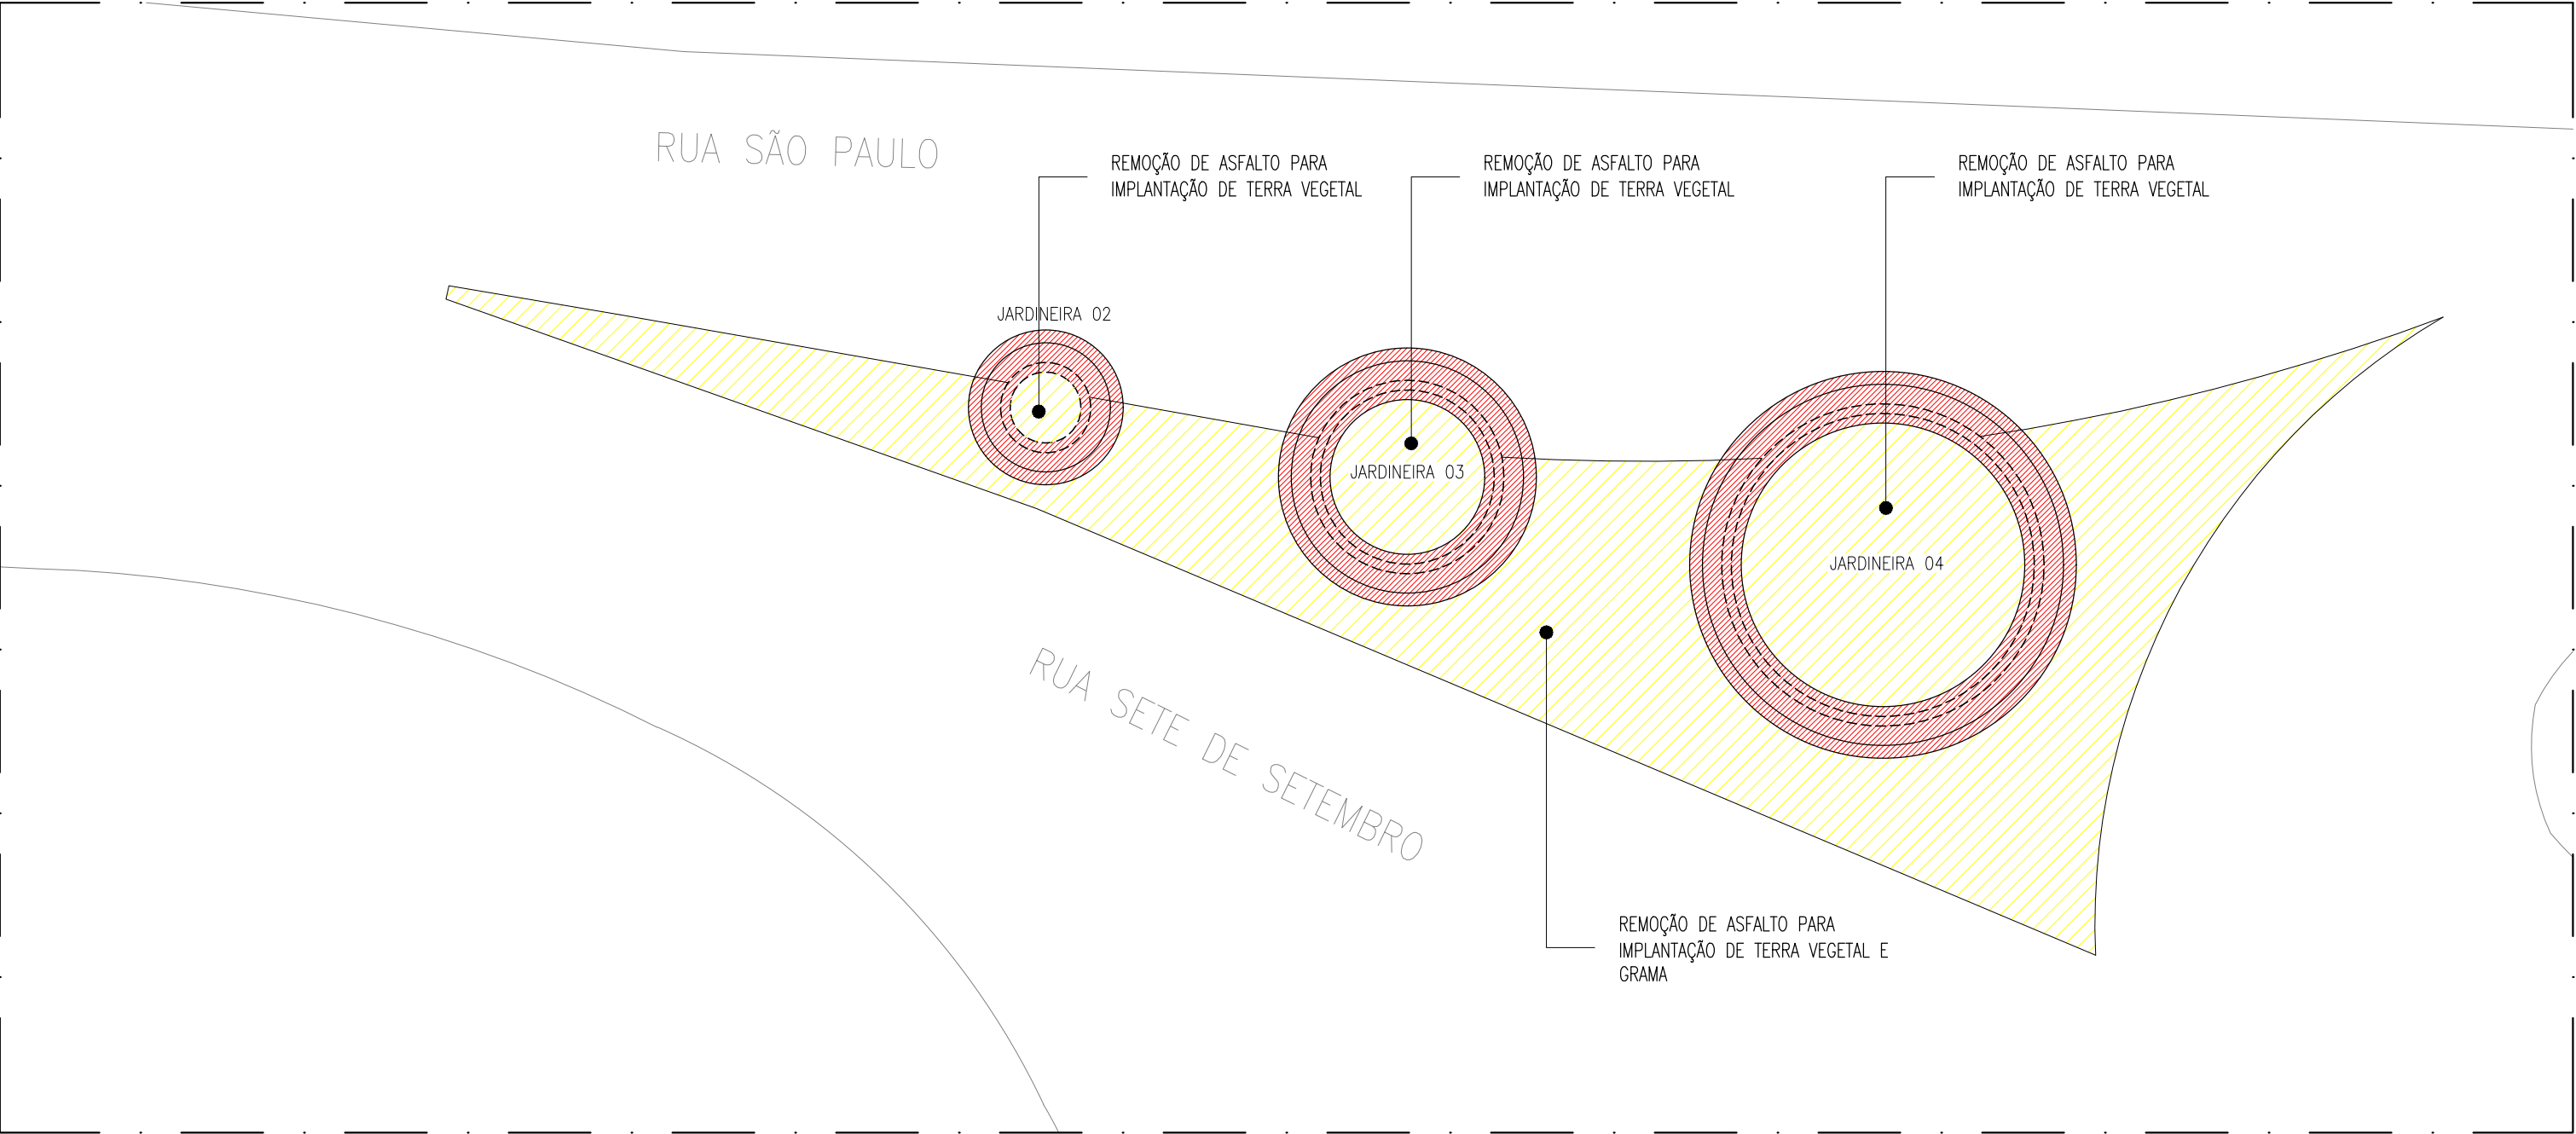 RUA SÃO PAULO
REMOÇÃO DE ASFALTO PARA
IMPLANTAÇÃO DE TERRA VEGETAL
REMOÇÃO DE ASFALTO PARA
IMPLANTAÇÃO DE TERRA VEGETAL
REMOÇÃO DE ASFALTO PARA
IMPLANTAÇÃO DE TERRA VEGETAL
JARDINEIRA 02
JARDINEIRA 03
JARDINEIRA 04
RUA SETE DE SETEMBRO
REMOÇÃO DE ASFALTO PARA
IMPLANTAÇÃO DE TERRA VEGETAL E
GRAMA